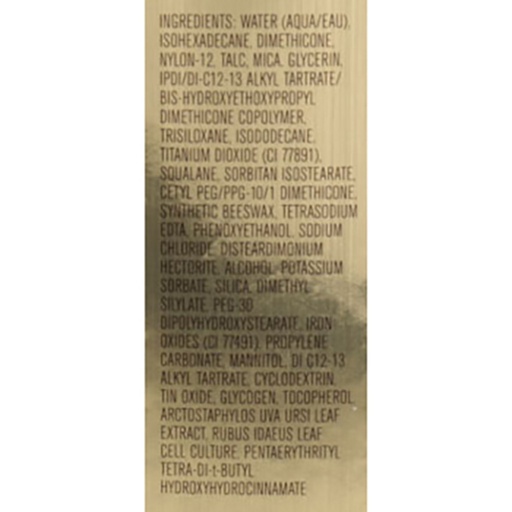 INGREDIENTS: WATER (AQUA/EAU),
ISOHEXADECANE, DIMETHICONE,
NYLON-12, TALC, MICA, GLYCERIN,
IPDI/DI-C12-13 ALKYL TARTRATE/
BIS-HYDROXYETHOXYPROPYL
DIMETHICONE COPOLYMER,
TRISILOXANE, ISODODECANE,
TITANIUM DIOXIDE (CI 77891),
SQUALANE, SORBITAN ISOSTEARATE,
CETYL PEG/PPG-10/1 DIMETHICONE,
SYNTHETIC BEESWAX, TETRASODIUM
EDTA, PHENOXYETHANOL, SODIUM
CHLORIDE, DISTEARDIMONIUM
HECTORITE, ALCOHOL, POTASSIUM
SORBATE, SILICA, DIMETHYL
SILYLATE, PEG-30
DIPOLYHYDROXYSTEARATE, IRON
OXIDES (CI 77491), PROPYLENE
CARBONATE, MANNITOL, DI C12-13
ALKYL TARTRATE, CYCLODEXTRIN,
TIN OXIDE, GLYCOGEN, TOCOPHEROL,
ARCTOSTAPHYLOS UVA URSI LEAF
EXTRACT, RUBUS IDAEUS LEAF
CELL CULTURE, PENTAERYTHRITYL
TETRA-DI-t-BUTYL
HYDROXYHYDROCINNAMATE